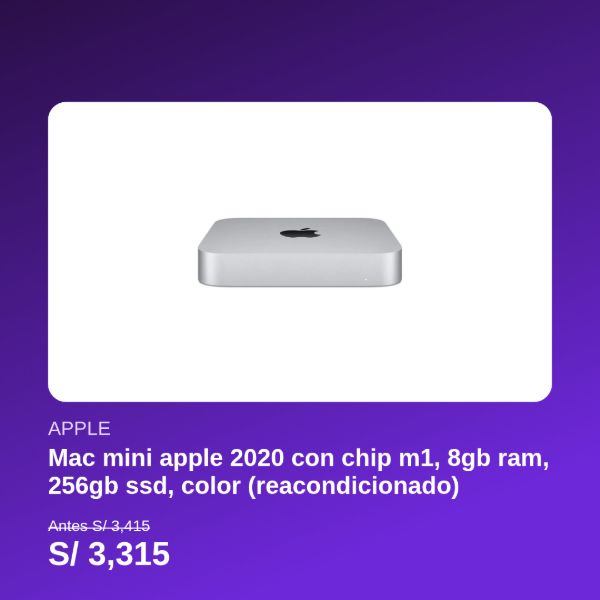 APPLE
Mac mini apple 2020 con chip m1, 8gb ram,
256gb ssd, color (reacondicionado)
Antes S/ 3,415
S/ 3,315